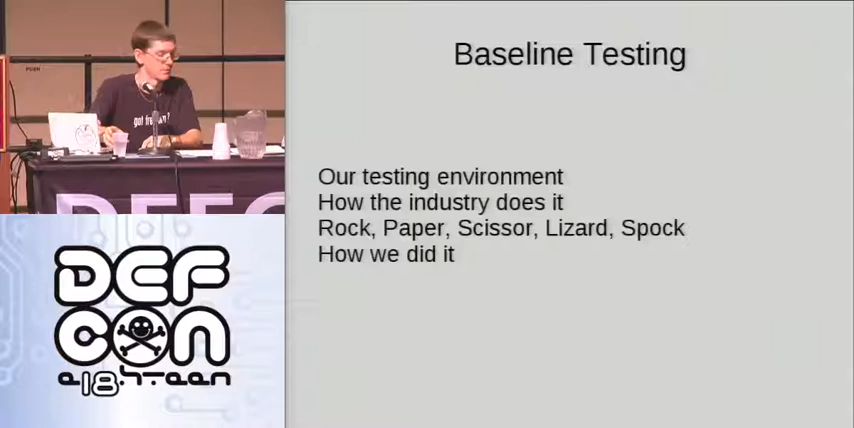 Baseline Testing
Our testing environment
How the industry does it
Rock, Paper, Scissor, Lizard, Spock
How we did it
DEF
CON